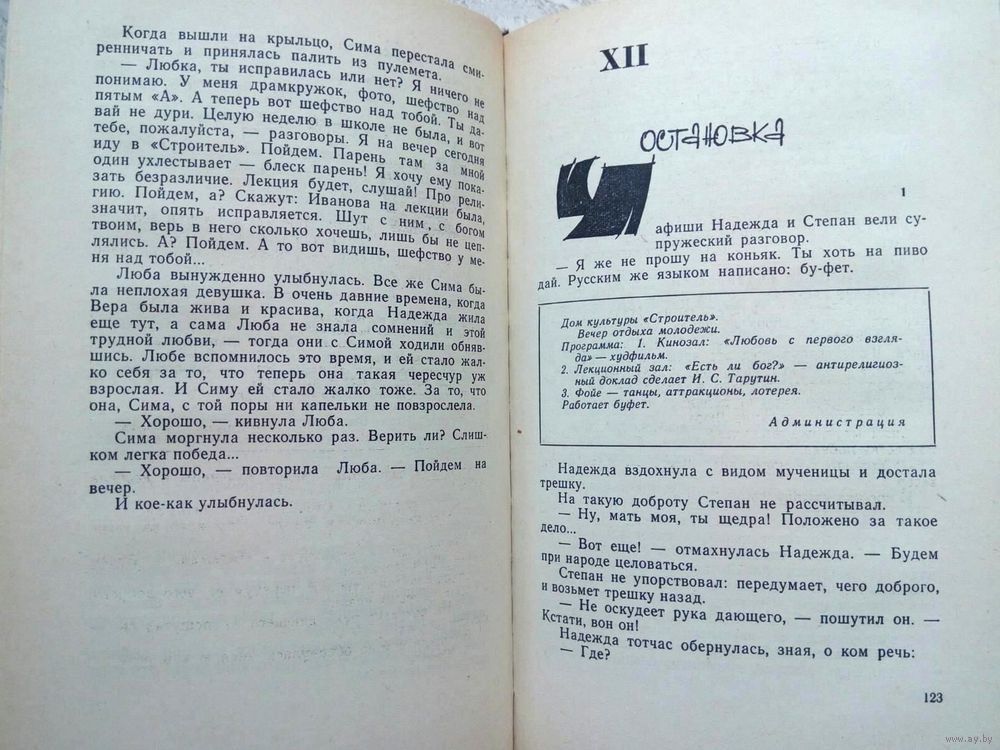 Когда вышли на крыльцо, Сима перестала сми-
ренничать и принялась палить из пулемета.
— Любка, ты исправилась или нет? Я ничего не
понимаю. У меня драмкружок, фото, шефство над
пятым «А». А теперь вот шефство над тобой. Ты да-
вай не дури. Целую неделю в школе не была, и вот
тебе, пожалуйста, — разговоры. Я на вечер сегодня
иду в «Строитель». Пойдем. Парень там за мной
один ухлестывает — блеск парень! Я хочу ему пока-
зать безразличие. Лекция будет, слушай! Про рели-
гию. Пойдем, а? Скажут: Иванова на лекции была,
значит, опять исправляется. Шут с ним, с богом
твоим, верь в него сколько хочешь, лишь бы не цеп-
лялись. А? Пойдем. А то вот видишь, шефство у ме-
ня над тобой...
Люба вынужденно улыбнулась. Все же Сима бы-
ла неплохая девушка. В очень давние времена, когда
Вера была жива и красива, когда Надежда жила
еще тут, а сама Люба не знала сомнений и этой
трудной любви, — тогда они с Симой ходили обняв-
шись. Любе вспомнилось это время, и ей стало жал-
ко себя за то, что теперь она такая чересчур уж
взрослая. И Симу ей стало жалко тоже. За то, что
она, Сима, с той поры ни капельки не повзрослела.
— Хорошо, — кивнула Люба.
Сима моргнула несколько раз. Верить ли? Слиш-
ком легка победа...
— Хорошо, — повторила Люба. — Пойдем на
вечер.
И кое-как улыбнулась.
XII
ОСТАНОВКА
1
У афиши Надежда и Степан вели су-
пружеский разговор.
— Я же не прошу на коньяк. Ты хоть на пиво
дай. Русским же языком написано: бу-фет.
Дом культуры «Строитель».
Вечер отдыха молодежи.
Программа: 1. Кинозал: «Любовь с первого взгля-
да» — худфильм.
2. Лекционный зал: «Есть ли бог?» — антирелигиоз-
ный доклад сделает И. С. Тарутин.
3. Фойе — танцы, аттракционы, лотерея.
Работает буфет.
Администрация
Надежда вздохнула с видом мученицы и достала
трешку.
На такую доброту Степан не рассчитывал.
— Ну, мать моя, ты щедра! Положено за такое
дело...
— Вот еще! — отмахнулась Надежда. — Будем
при народе целоваться.
Степан не упорствовал: передумает, чего доброго,
и возьмет трешку назад.
— Не оскудеет рука дающего, — пошутил он. —
Кстати, вон он!
Надежда тотчас обернулась, зная, о ком речь:
— Где?
123
www.ay.by